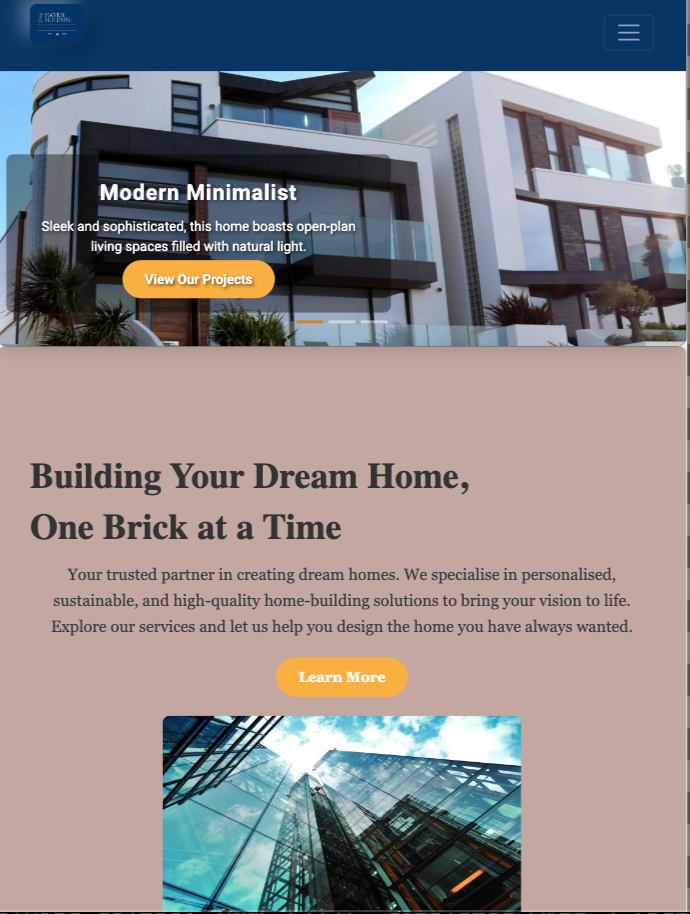 Modern Minimalist
Sleek and sophisticated, this home boasts open-plan
living spaces filled with natural light.
View Our Projects
Building Your Dream Home,
One Brick at a Time
Your trusted partner in creating dream homes. We specialise in personalised,
sustainable, and high-quality home-building solutions to bring your vision to life.
Explore our services and let us help you design the home you have always wanted.
Learn More